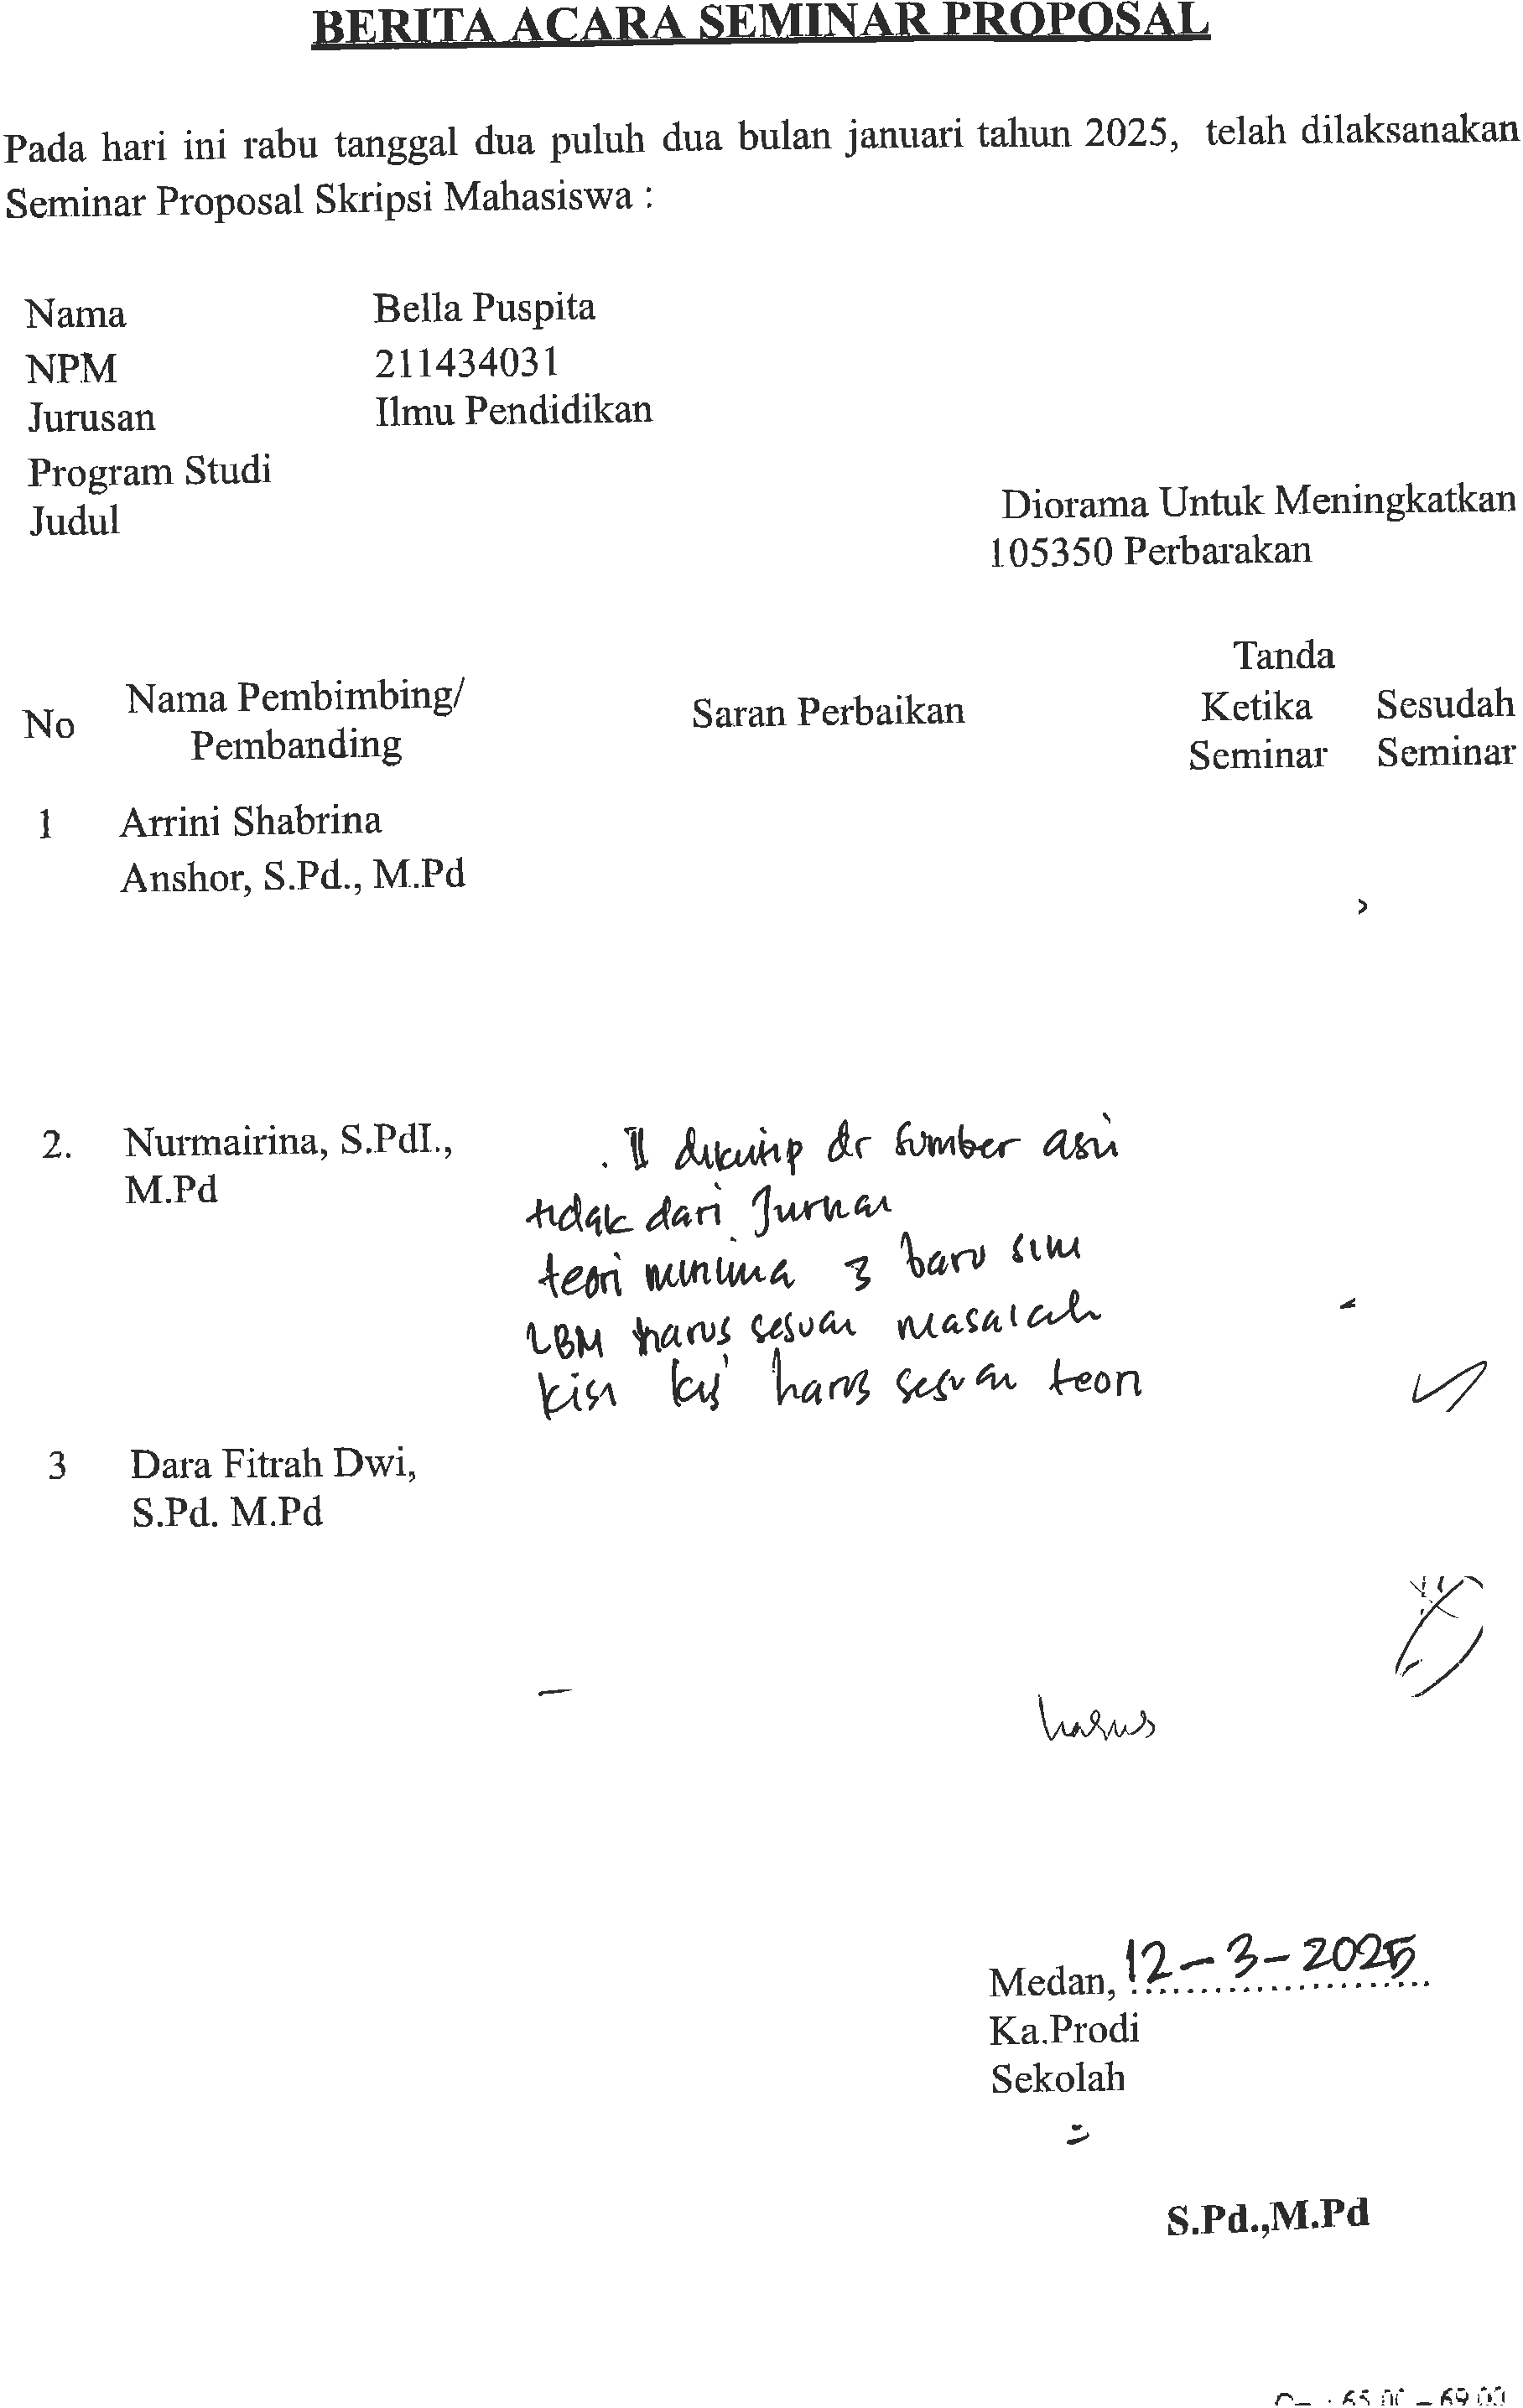 BERITA ACARA SEMINAR PROPOSAL
Pada hari ini rabu tanggal dua puluh dua bulan januari tahun 2025, telah dilaksanakan
Seminar Proposal Skripsi Mahasiswa :
Nama Bella Puspita
NPM 211434031
Jurusan Ilmu Pendidikan
Program Studi
Judul Diorama Untuk Meningkatkan
105350 Perbarakan
Tanda
No Nama Pembimbing/ Saran Perbaikan Ketika Sesudah
Pembanding Seminar Seminar
1 Arrini Shabrina
Anshor, S.Pd., M.Pd
2. Nurmairina, S.PdI., II dikutip dr sumber asli
M.Pd tidak dari Jurnal
teori minima 3 baru
LBM harus sesuai masalah
kisi harus sesuai teori
3 Dara Fitrah Dwi,
S.Pd. M.Pd
Medan, 12-3-2025
Ka.Prodi
Sekolah
S.Pd.,M.Pd